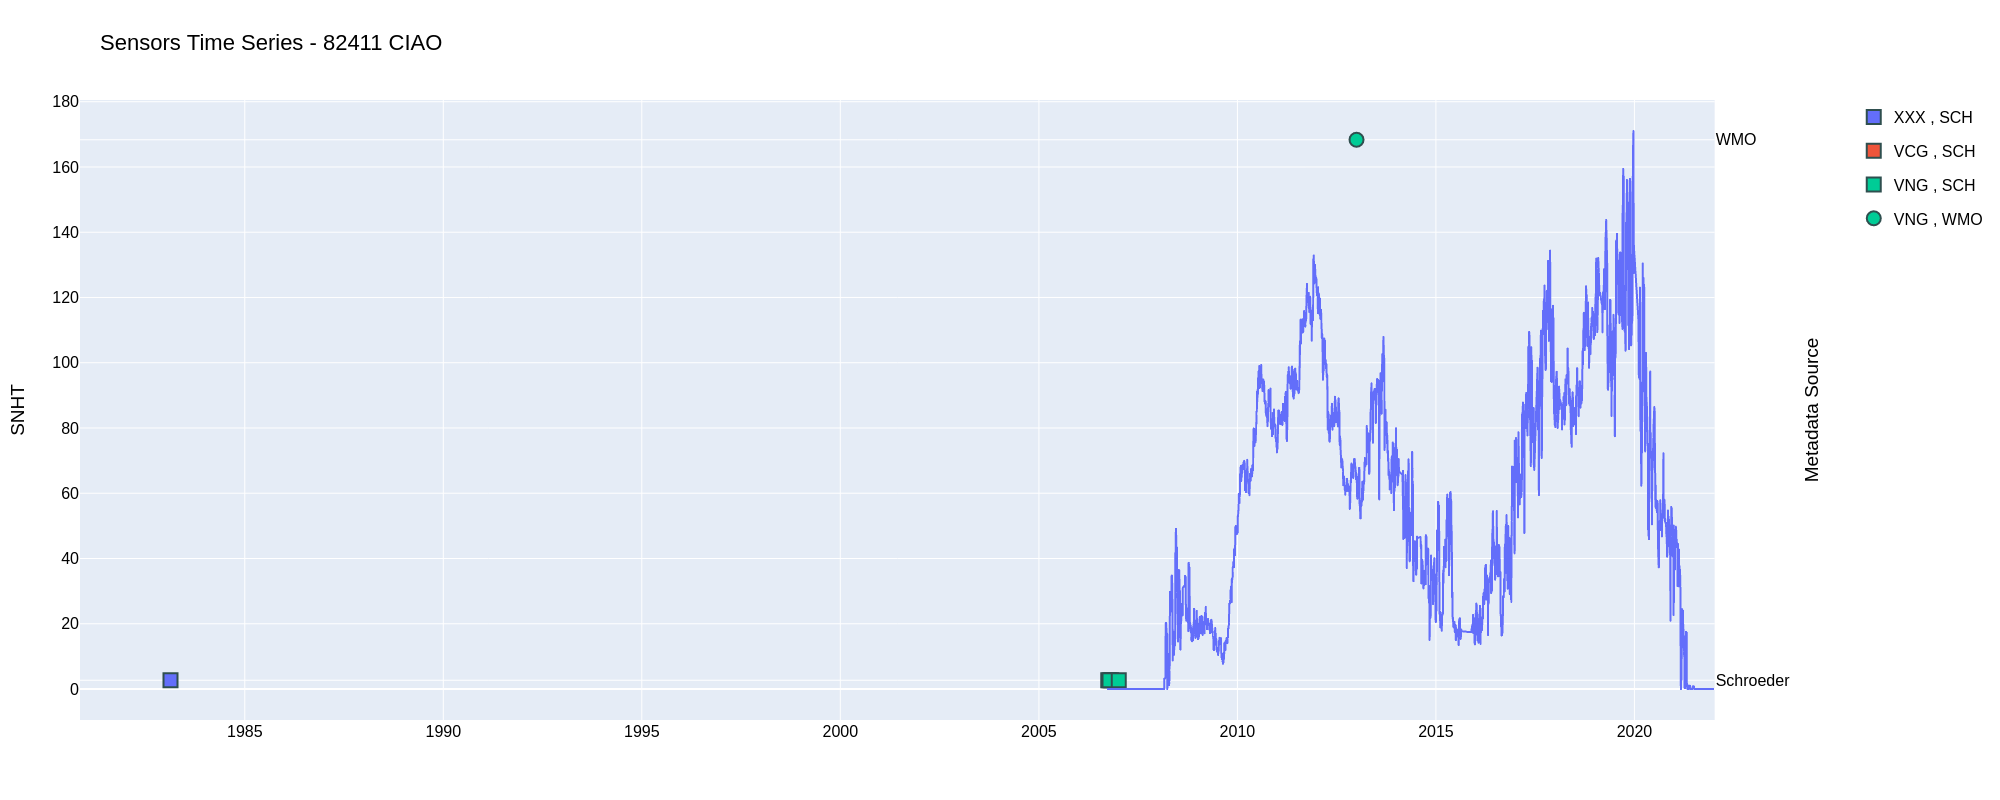 Sensors Time Series - 82411 CIAO
180
160
140
120
100
80
60
40
20
0
SNHT
1985
1990
1995
2000
2005
2010
2015
2020
WMO
Schroeder
Metadata Source
XXX , SCH
VCG , SCH
VNG , SCH
VNG , WMO